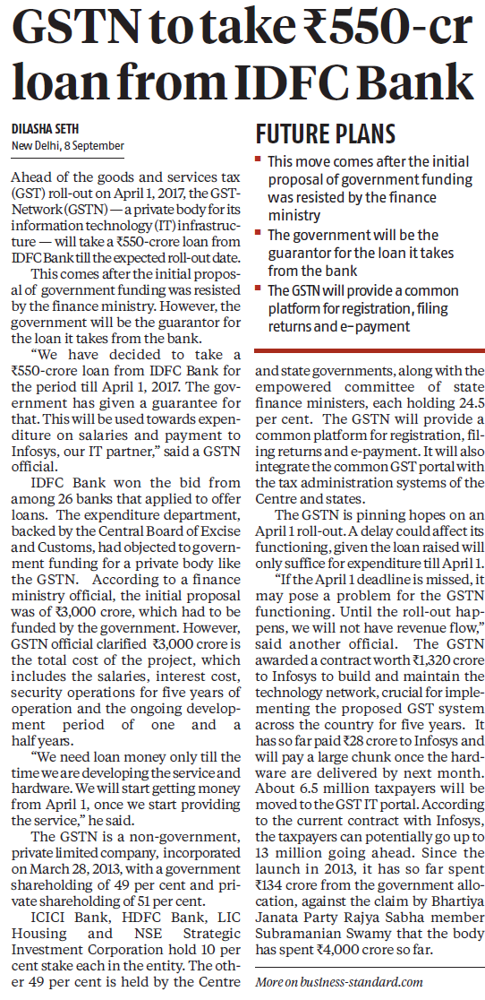 GSTN to take ₹550-cr
loan from IDFC Bank
DILASHA SETH
New Delhi, 8 September
Ahead of the goods and services tax
(GST) roll-out on April 1, 2017, the GST-
Network (GSTN) — a private body for its
information technology (IT) infrastruc-
ture — will take a ₹550-crore loan from
IDFC Bank till the expected roll-out date.
This comes after the initial propos-
al of government funding was resisted
by the finance ministry. However, the
government will be the guarantor for
the loan it takes from the bank.
“We have decided to take a
₹550-crore loan from IDFC Bank for
the period till April 1, 2017. The gov-
ernment has given a guarantee for
that. This will be used towards expen-
diture on salaries and payment to
Infosys, our IT partner,” said a GSTN
official.
IDFC Bank won the bid from
among 26 banks that applied to offer
loans. The expenditure department,
backed by the Central Board of Excise
and Customs, had objected to govern-
ment funding for a private body like
the GSTN. According to a finance
ministry official, the initial proposal
was of ₹3,000 crore, which had to be
funded by the government. However,
GSTN official clarified ₹3,000 crore is
the total cost of the project, which
includes the salaries, interest cost,
security operations for five years of
operation and the ongoing develop-
ment period of one and a
half years.
“We need loan money only till the
time we are developing the service and
hardware. We will start getting money
from April 1, once we start providing
the service,” he said.
The GSTN is a non-government,
private limited company, incorporated
on March 28, 2013, with a government
shareholding of 49 per cent and pri-
vate shareholding of 51 per cent.
ICICI Bank, HDFC Bank, LIC
Housing and NSE Strategic
Investment Corporation hold 10 per
cent stake each in the entity. The oth-
er 49 per cent is held by the Centre
FUTURE PLANS
This move comes after the initial
proposal of government funding
was resisted by the finance
ministry
The government will be the
guarantor for the loan it takes
from the bank
The GSTN will provide a common
platform for registration, filing
returns and e-payment
and state governments, along with the
empowered committee of state
finance ministers, each holding 24.5
per cent. The GSTN will provide a
common platform for registration, fil-
ing returns and e-payment. It will also
integrate the common GST portal with
the tax administration systems of the
Centre and states.
The GSTN is pinning hopes on an
April 1 roll-out. A delay could affect its
functioning, given the loan raised will
only suffice for expenditure till April 1.
“If the April 1 deadline is missed, it
may pose a problem for the GSTN
functioning. Until the roll-out hap-
pens, we will not have revenue flow,”
said another official. The GSTN
awarded a contract worth ₹1,320 crore
to Infosys to build and maintain the
technology network, crucial for imple-
menting the proposed GST system
across the country for five years. It
has so far paid ₹28 crore to Infosys and
will pay a large chunk once the hard-
ware are delivered by next month.
About 6.5 million taxpayers will be
moved to the GST IT portal. According
to the current contract with Infosys,
the taxpayers can potentially go up to
13 million going ahead. Since the
launch in 2013, it has so far spent
₹134 crore from the government allo-
cation, against the claim by Bhartiya
Janata Party Rajya Sabha member
Subramanian Swamy that the body
has spent ₹4,000 crore so far.
More on business-standard.com